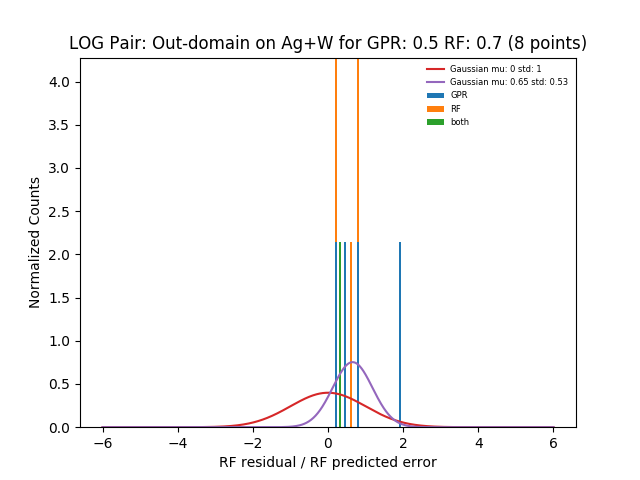 LOG Pair: Out-domain on Ag+W for GPR: 0.5 RF: 0.7 (8 points)
Gaussian mu: 0 std: 1
Gaussian mu: 0.65 std: 0.53
GPR
RF
both
Normalized Counts
4.0
3.5
3.0
2.5
2.0
1.5
1.0
0.5
0.0
−6 −4 −2 0 2 4 6
RF residual / RF predicted error